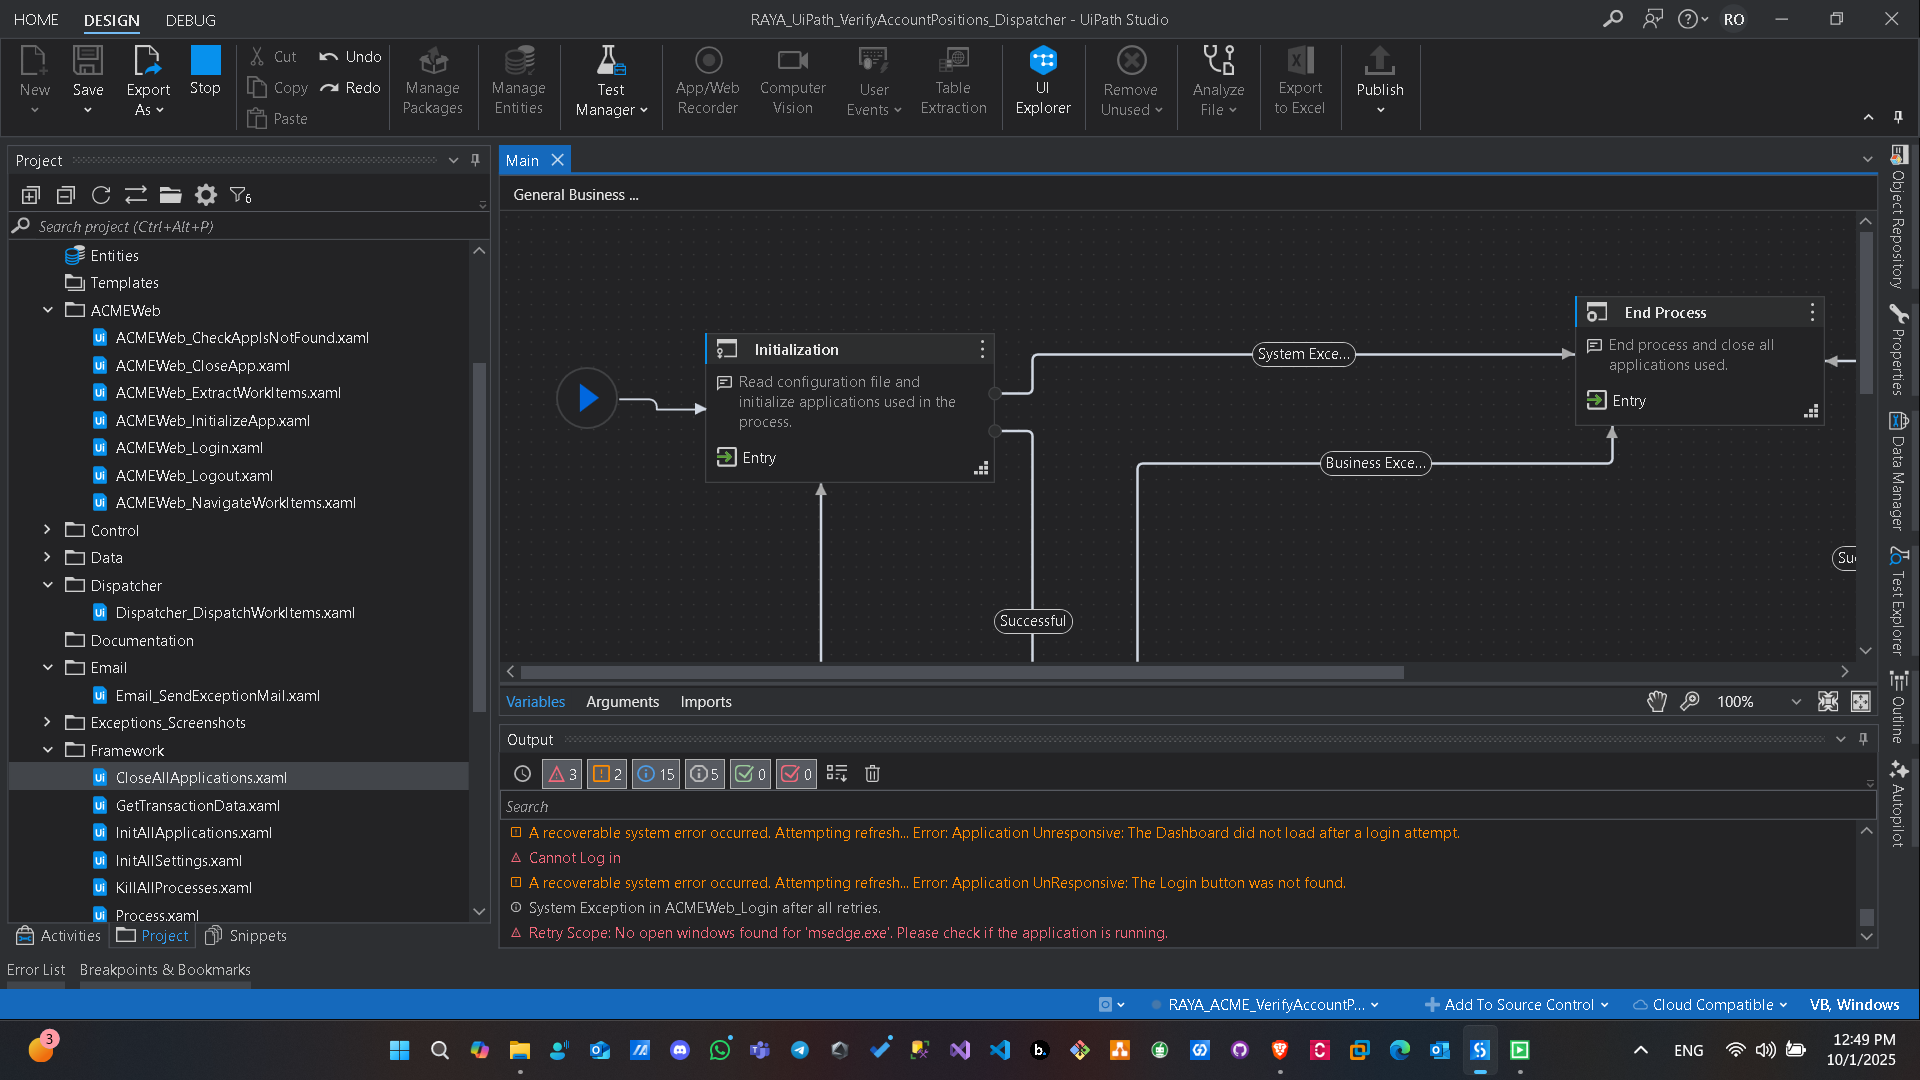 HOME DESIGN DEBUG
RAYA_UiPath_VerifyAccountPositions_Dispatcher - UiPath Studio
RO
New
Save
Export As
Stop
Cut
Copy
Paste
Undo
Redo
Manage Packages
Manage Entities
Test Manager
App/Web Recorder
Computer Vision
User Events
Table Extraction
UI Explorer
Remove Unused
Analyze File
Export to Excel
Publish
Project
6
Search project (Ctrl+Alt+P)
Entities
Templates
ACMEWeb
ACMEWeb_CheckAppIsNotFound.xaml
ACMEWeb_CloseApp.xaml
ACMEWeb_ExtractWorkItems.xaml
ACMEWeb_InitializeApp.xaml
ACMEWeb_Login.xaml
ACMEWeb_Logout.xaml
ACMEWeb_NavigateWorkItems.xaml
Control
Data
Dispatcher
Dispatcher_DispatchWorkItems.xaml
Documentation
Email
Email_SendExceptionMail.xaml
Exceptions_Screenshots
Framework
CloseAllApplications.xaml
GetTransactionData.xaml
InitAllApplications.xaml
InitAllSettings.xaml
KillAllProcesses.xaml
Process.xaml
Activities Project Snippets
Error List Breakpoints & Bookmarks
Main
General Business ...
Initialization
Read configuration file and
initialize applications used in the
process.
Entry
System Exce...
End Process
End process and close all
applications used.
Entry
Business Exce...
Suc
Successful
Variables Arguments Imports
100%
Output
3 2 15 5 0 0
Search
A recoverable system error occurred. Attempting refresh... Error: Application Unresponsive: The Dashboard did not load after a login attempt.
Cannot Log in
A recoverable system error occurred. Attempting refresh... Error: Application UnResponsive: The Login button was not found.
System Exception in ACMEWeb_Login after all retries.
Retry Scope: No open windows found for 'msedge.exe'. Please check if the application is running.
Object Repository
Properties
Data Manager
Test Explorer
Outline
Autopilot
RAYA_ACME_VerifyAccountP... Add To Source Control Cloud Compatible VB, Windows
3
ENG
12:49 PM
10/1/2025